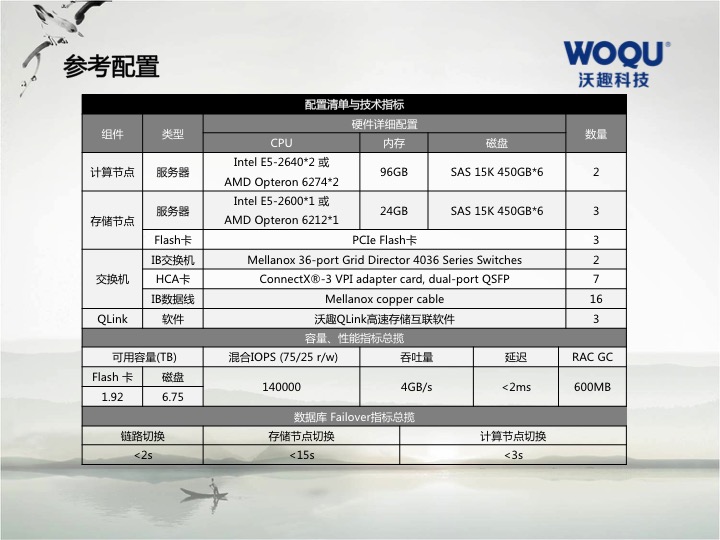 参考配置
WOQU®
沃趣科技
配置清单与技术指标
组件 类型 硬件详细配置 数量
CPU 内存 磁盘
计算节点 服务器 Intel E5-2640*2 或 96GB SAS 15K 450GB*6 2
AMD Opteron 6274*2
存储节点 服务器 Intel E5-2600*1 或 24GB SAS 15K 450GB*6 3
AMD Opteron 6212*1
Flash卡 PCIe Flash卡 3
交换机 IB交换机 Mellanox 36-port Grid Director 4036 Series Switches 2
HCA卡 ConnectX®-3 VPI adapter card, dual-port QSFP 7
IB数据线 Mellanox copper cable 16
QLink 软件 沃趣QLink高速存储互联软件 3
容量、性能指标总揽
可用容量(TB) 混合IOPS (75/25 r/w) 吞吐量 延迟 RAC GC
Flash 卡 磁盘 140000 4GB/s <2ms 600MB
1.92 6.75
数据库 Failover指标总揽
链路切换 存储节点切换 计算节点切换
<2s <15s <3s